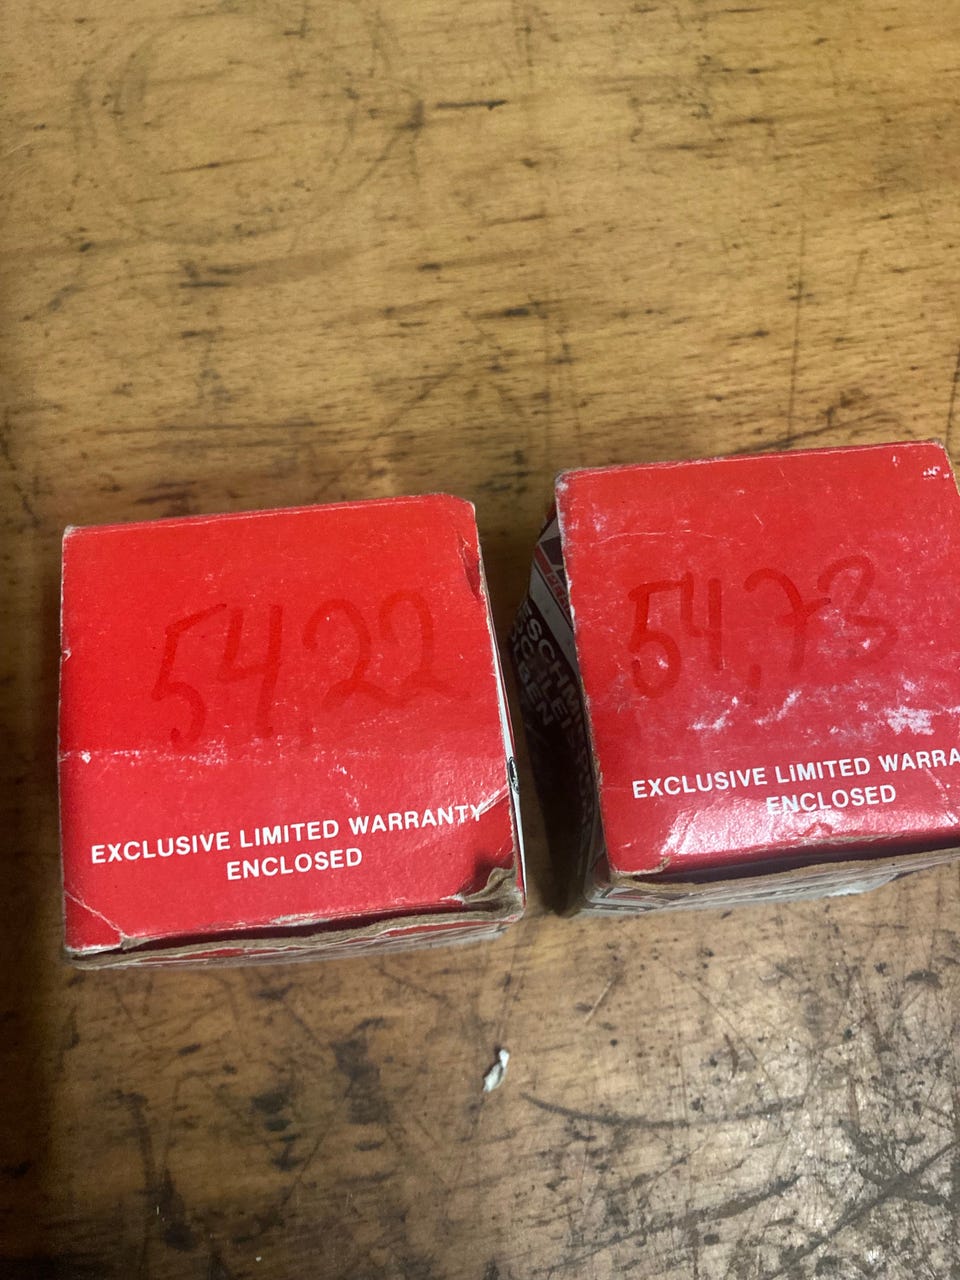 54,22
EXCLUSIVE LIMITED WARRANTY
ENCLOSED
54,73
EXCLUSIVE LIMITED WARRA
ENCLOSED